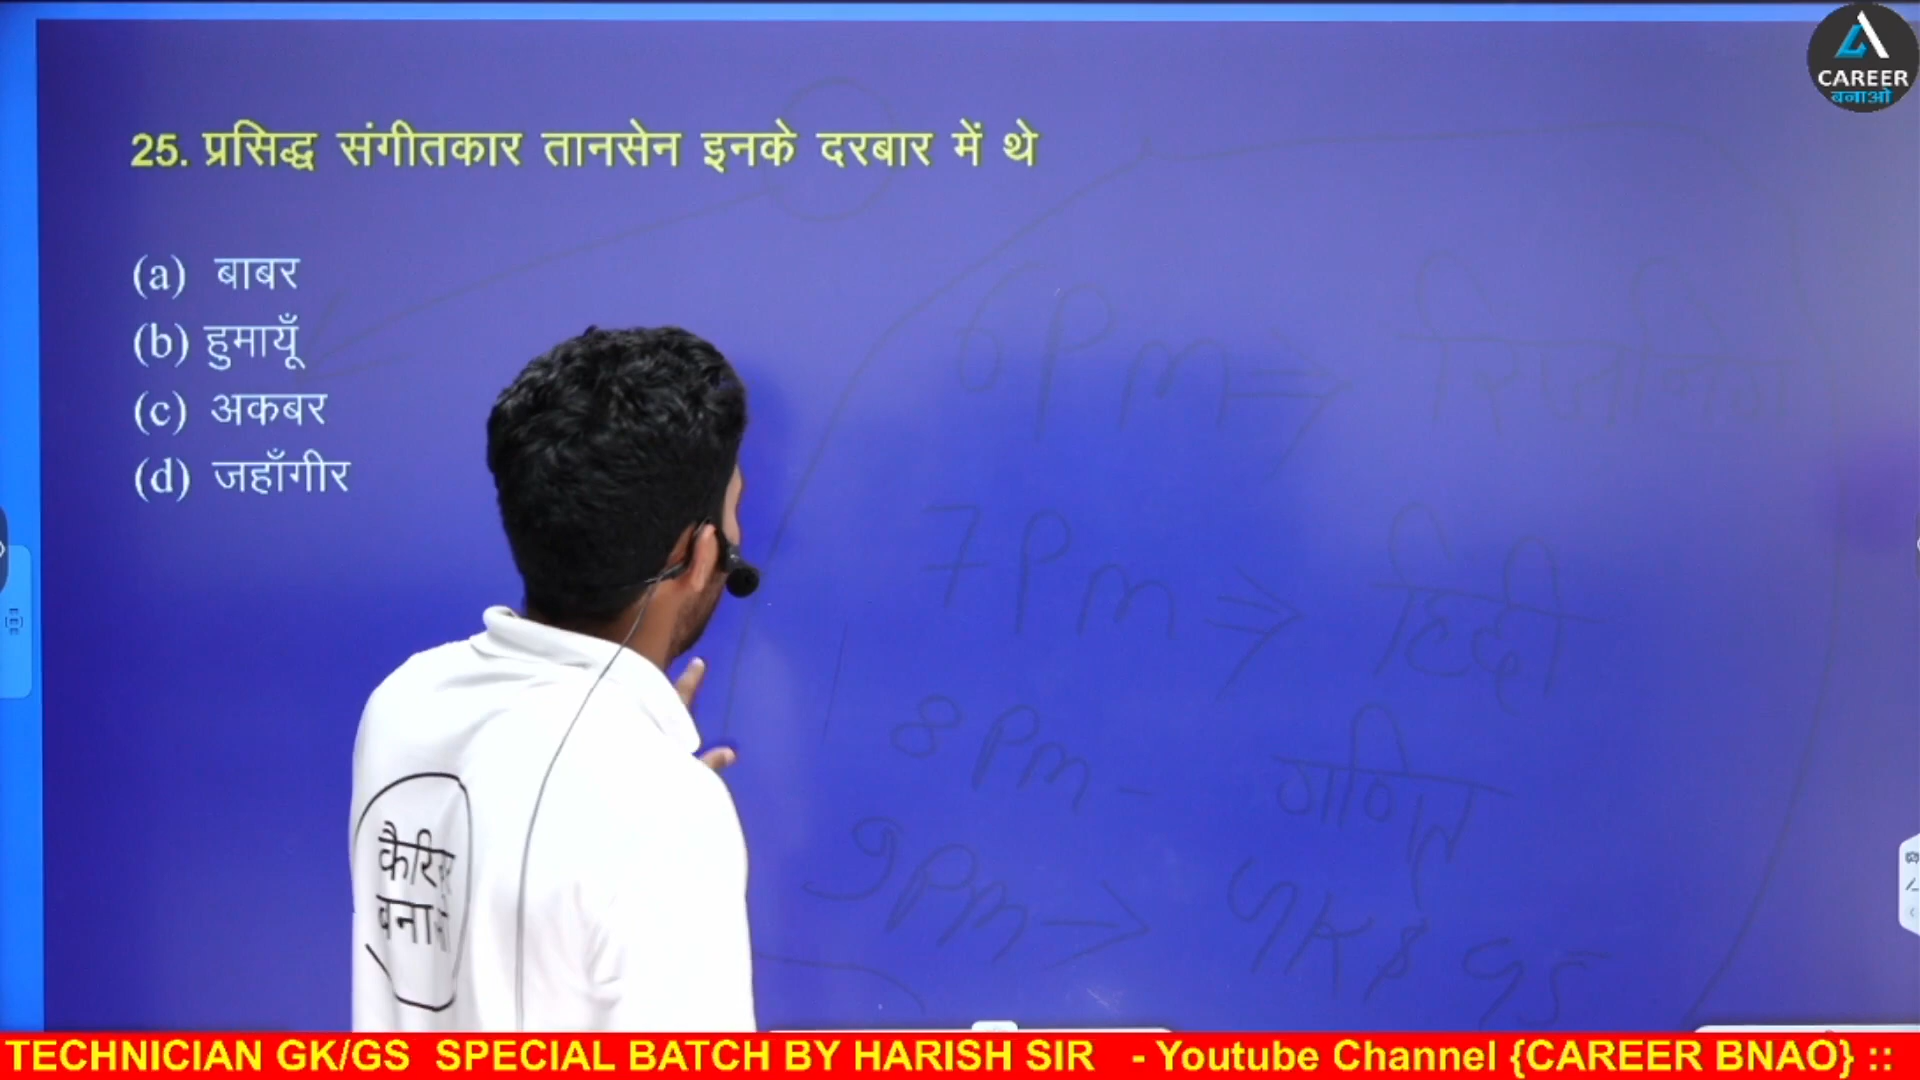 CAREER
बनाओ
25. प्रसिद्ध संगीतकार तानसेन इनके दरबार में थे
(a) बाबर
(b) हुमायूँ
(c) अकबर
(d) जहाँगीर
6 Pm ⇒ रिजनिंग
7 Pm ⇒ हिंदी
8 Pm - गणित
9 Pm →
कैरियर
बनाओ
TECHNICIAN GK/GS SPECIAL BATCH BY HARISH SIR - Youtube Channel {CAREER BNAO} ::